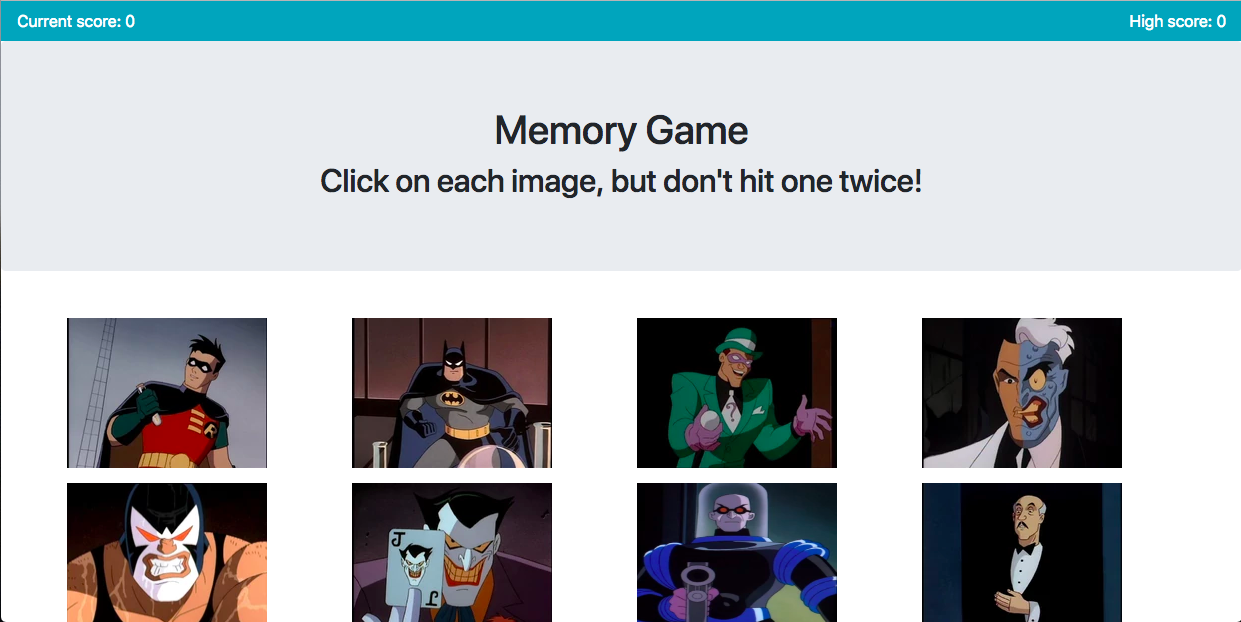 Current score: 0
High score: 0
Memory Game
Click on each image, but don't hit one twice!
R
?
J
J